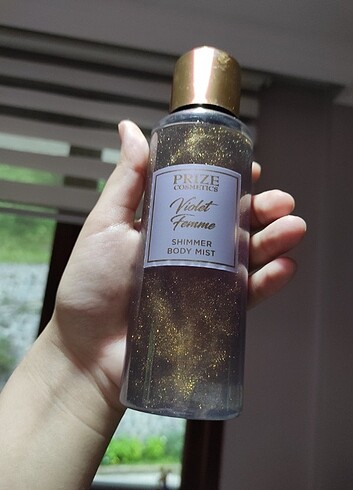 PRIZE
COSMETICS
Violet
Femme
SHIMMER
BODY MIST